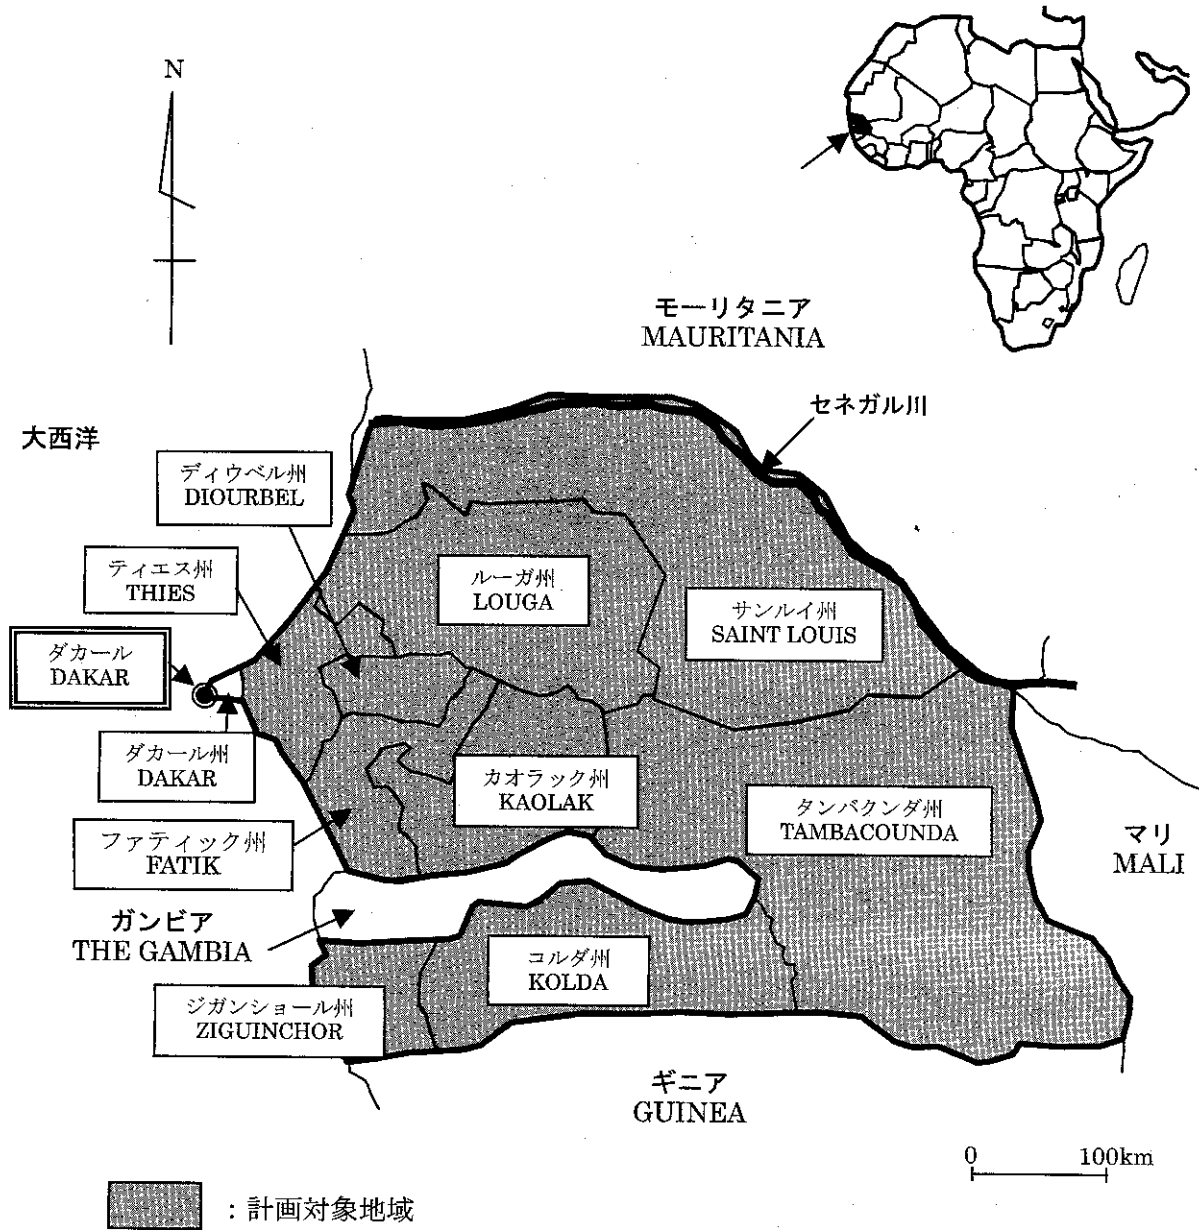 N
モーリタニア
MAURITANIA
大西洋
セネガル川
ディウベル州
DIOURBEL
ティエス州
THIES
ルーガ州
LOUGA
サンルイ州
SAINT LOUIS
ダカール
DAKAR
ダカール州
DAKAR
カオラック州
KAOLAK
タンバクンダ州
TAMBACOUNDA
ファティック州
FATIK
マリ
MALI
ガンビア
THE GAMBIA
コルダ州
KOLDA
ジガンショール州
ZIGUINCHOR
ギニア
GUINEA
0 100km
：計画対象地域